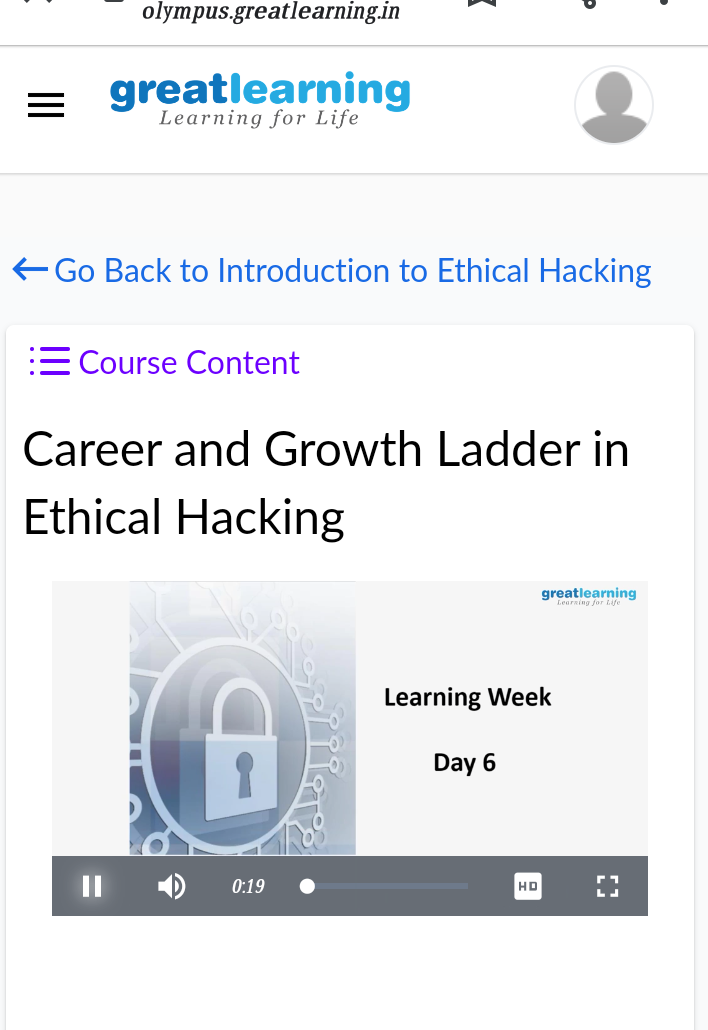 olympus.greatlearning.in
greatlearning
Learning for Life
Go Back to Introduction to Ethical Hacking
Course Content
Career and Growth Ladder in
Ethical Hacking
greatlearning
Learning for Life
Learning Week
Day 6
0:19
HD